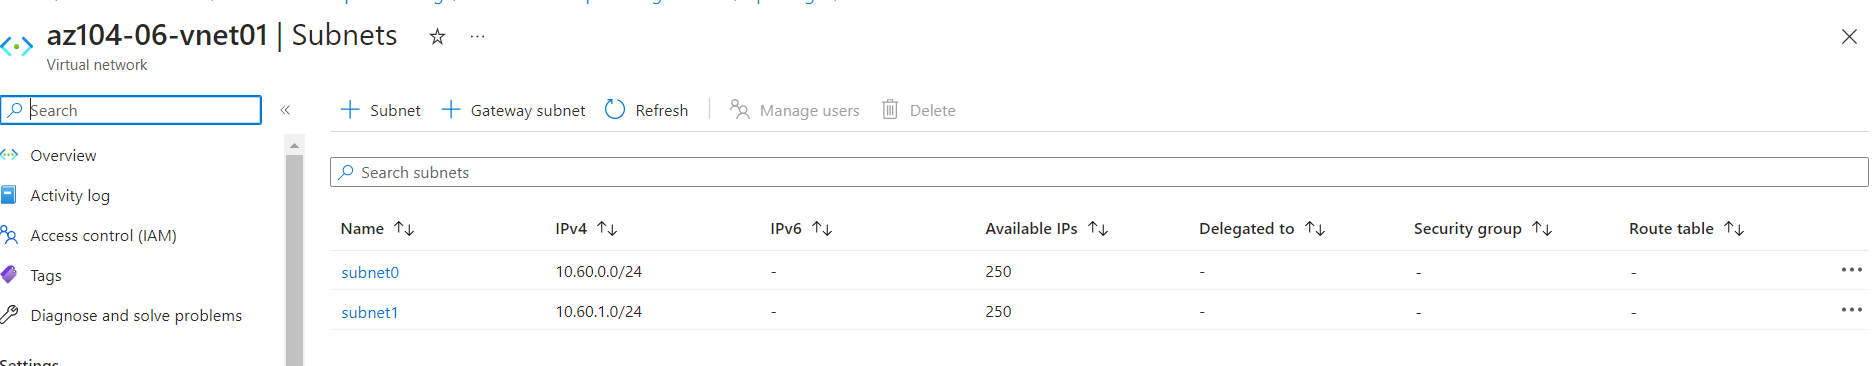 az104-06-vnet01 | Subnets
Virtual network
Search
Subnet Gateway subnet Refresh Manage users Delete
Overview
Activity log
Access control (IAM)
Tags
Diagnose and solve problems
Settings
Search subnets
Name IPv4 IPv6 Available IPs Delegated to Security group Route table
subnet0 10.60.0.0/24 - 250 - - -
subnet1 10.60.1.0/24 - 250 - - -